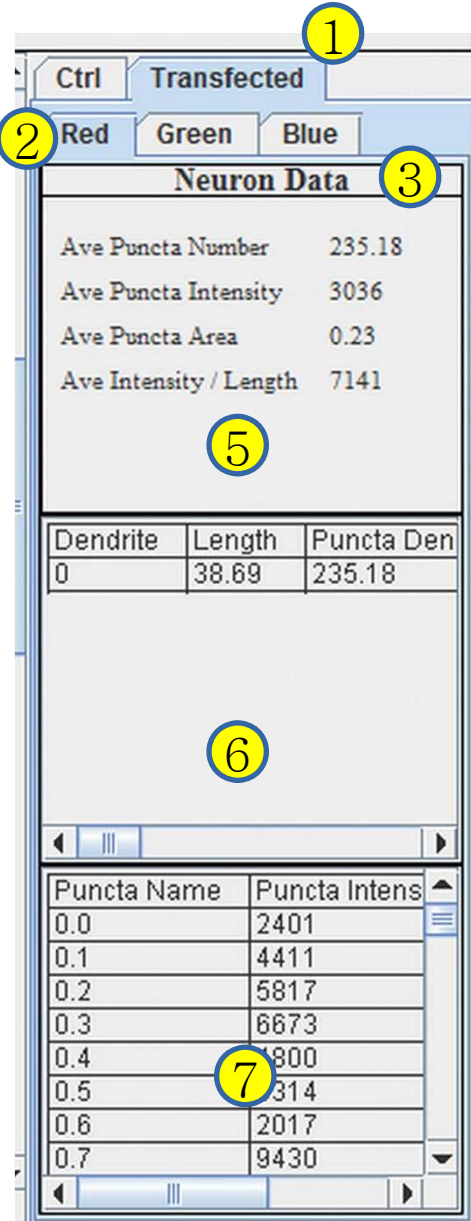 1
Ctrl Transfected
2 Red Green Blue
Neuron Data 3
Ave Puncta Number 235.18
Ave Puncta Intensity 3036
Ave Puncta Area 0.23
Ave Intensity / Length 7141
5
Dendrite Length Puncta Den
0 38.69 235.18
6
Puncta Name Puncta Intens
0.0 2401
0.1 4411
0.2 5817
0.3 6673
0.4 800
0.5 7 314
0.6 2017
0.7 9430